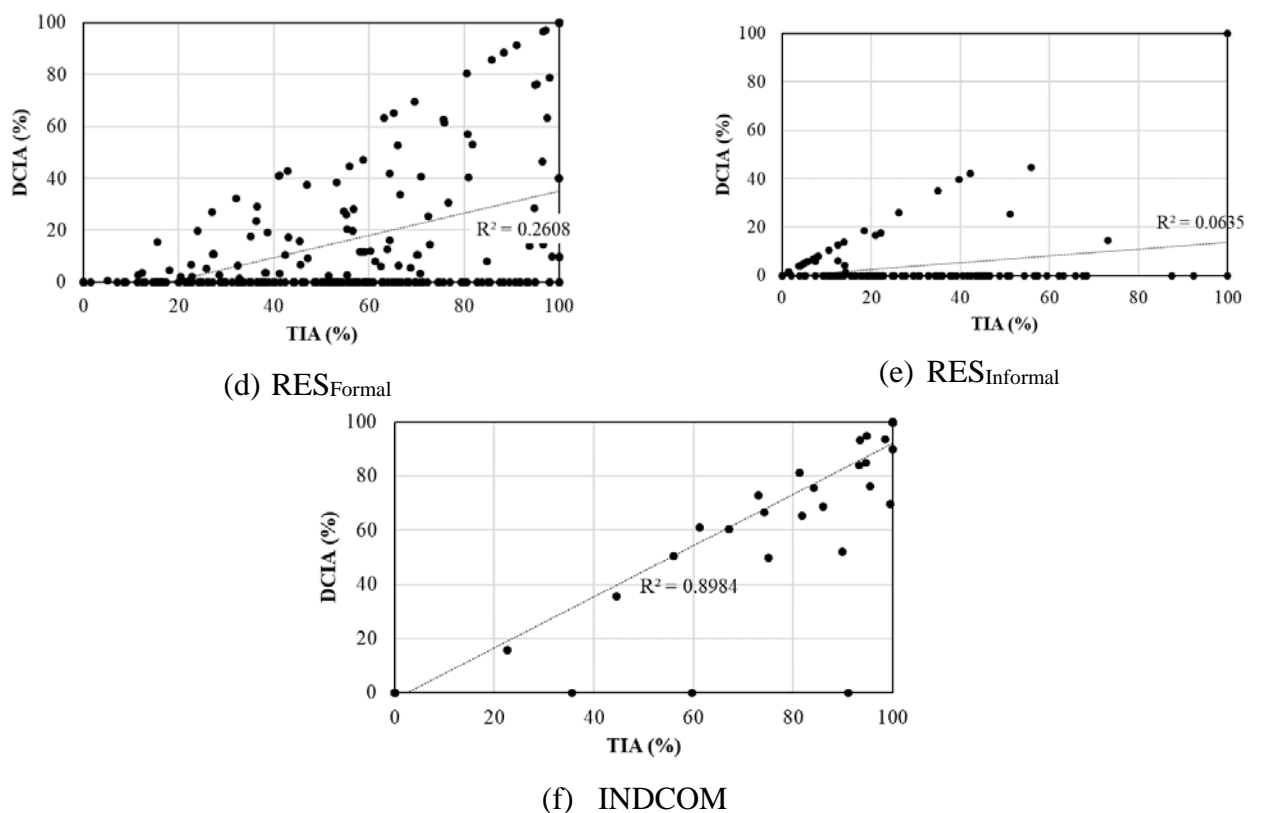 100
80
60
40
20
0
DCIA (%)
R² = 0.2608
0 20 40 60 80 100
TIA (%)
(d) RESFormal
100
80
60
40
20
0
DCIA (%)
R² = 0.0635
0 20 40 60 80 100
TIA (%)
(e) RESInformal
100
80
60
40
20
0
DCIA (%)
R² = 0.8984
0 20 40 60 80 100
TIA (%)
(f) INDCOM